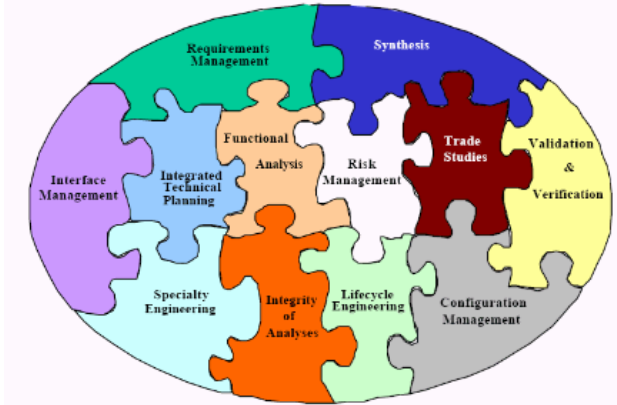 Requirements
Management
Synthesis
Functional
Analysis
Trade
Studies
Validation
&
Verification
Interface
Management
Integrated
Technical
Planning
Risk
Management
Specialty
Engineering
Integrity
of
Analyses
Lifecycle
Engineering
Configuration
Management